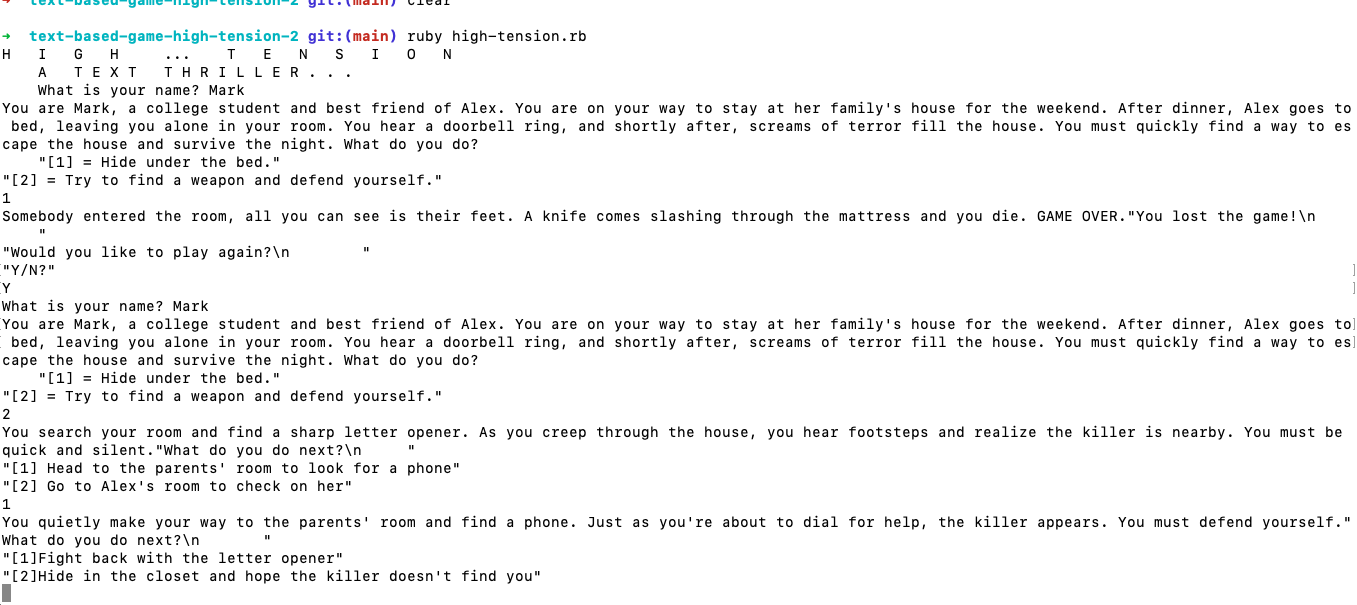 →  text-based-game-high-tension-2 git:(main) clear
→  text-based-game-high-tension-2 git:(main) ruby high-tension.rb
H   I   G   H     ...    T   E   N   S   I   O   N
    A   T E X T   T H R I L L E R . . .
    What is your name? Mark
You are Mark, a college student and best friend of Alex. You are on your way to stay at her family's house for the weekend. After dinner, Alex goes to
 bed, leaving you alone in your room. You hear a doorbell ring, and shortly after, screams of terror fill the house. You must quickly find a way to es
cape the house and survive the night. What do you do?
    "[1] = Hide under the bed."
"[2] = Try to find a weapon and defend yourself."
1
Somebody entered the room, all you can see is their feet. A knife comes slashing through the mattress and you die. GAME OVER."You lost the game!\n
    "
"Would you like to play again?\n        "
["Y/N?"                                                                                                                                               ]
[Y                                                                                                                                                    ]
What is your name? Mark
[You are Mark, a college student and best friend of Alex. You are on your way to stay at her family's house for the weekend. After dinner, Alex goes to]
[ bed, leaving you alone in your room. You hear a doorbell ring, and shortly after, screams of terror fill the house. You must quickly find a way to es]
cape the house and survive the night. What do you do?
    "[1] = Hide under the bed."
"[2] = Try to find a weapon and defend yourself."
2
You search your room and find a sharp letter opener. As you creep through the house, you hear footsteps and realize the killer is nearby. You must be
quick and silent."What do you do next?\n     "
"[1] Head to the parents' room to look for a phone"
"[2] Go to Alex's room to check on her"
1
You quietly make your way to the parents' room and find a phone. Just as you're about to dial for help, the killer appears. You must defend yourself."
What do you do next?\n       "
"[1]Fight back with the letter opener"
"[2]Hide in the closet and hope the killer doesn't find you"